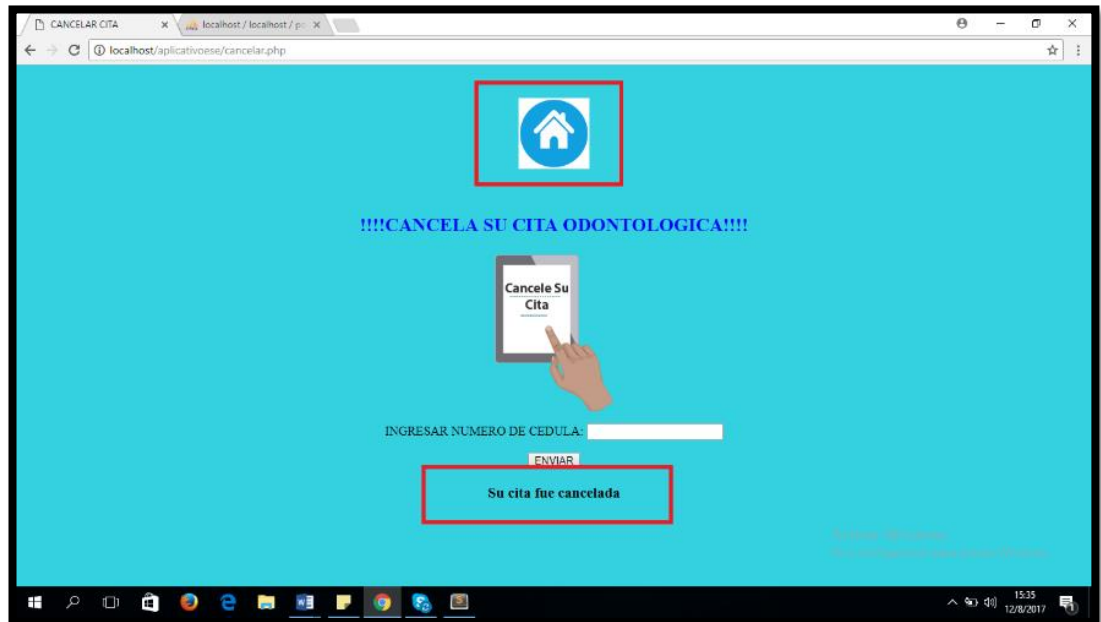 CANCELAR CITA
localhost / localhost /
localhost/aplicativoese/cancelar.php
!!!!CANCELA SU CITA ODONTOLOGICA!!!!
Cancele Su
Cita
INGRESAR NUMERO DE CEDULA:
ENVIAR
Su cita fue cancelada
15:35
12/8/2017